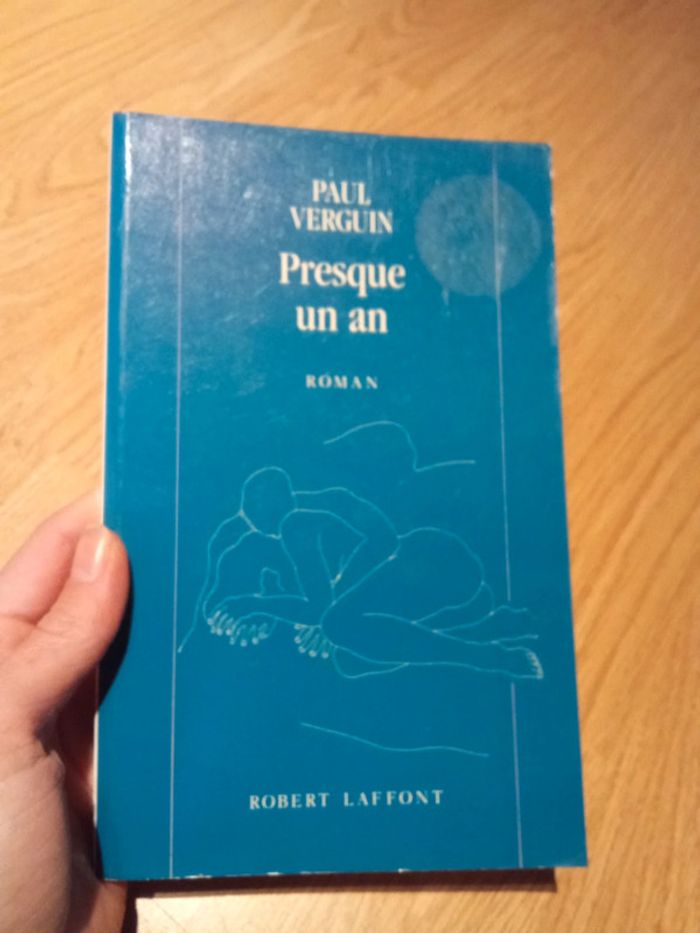 PAUL
VERGUIN
Presque
un an
ROMAN
ROBERT LAFFONT